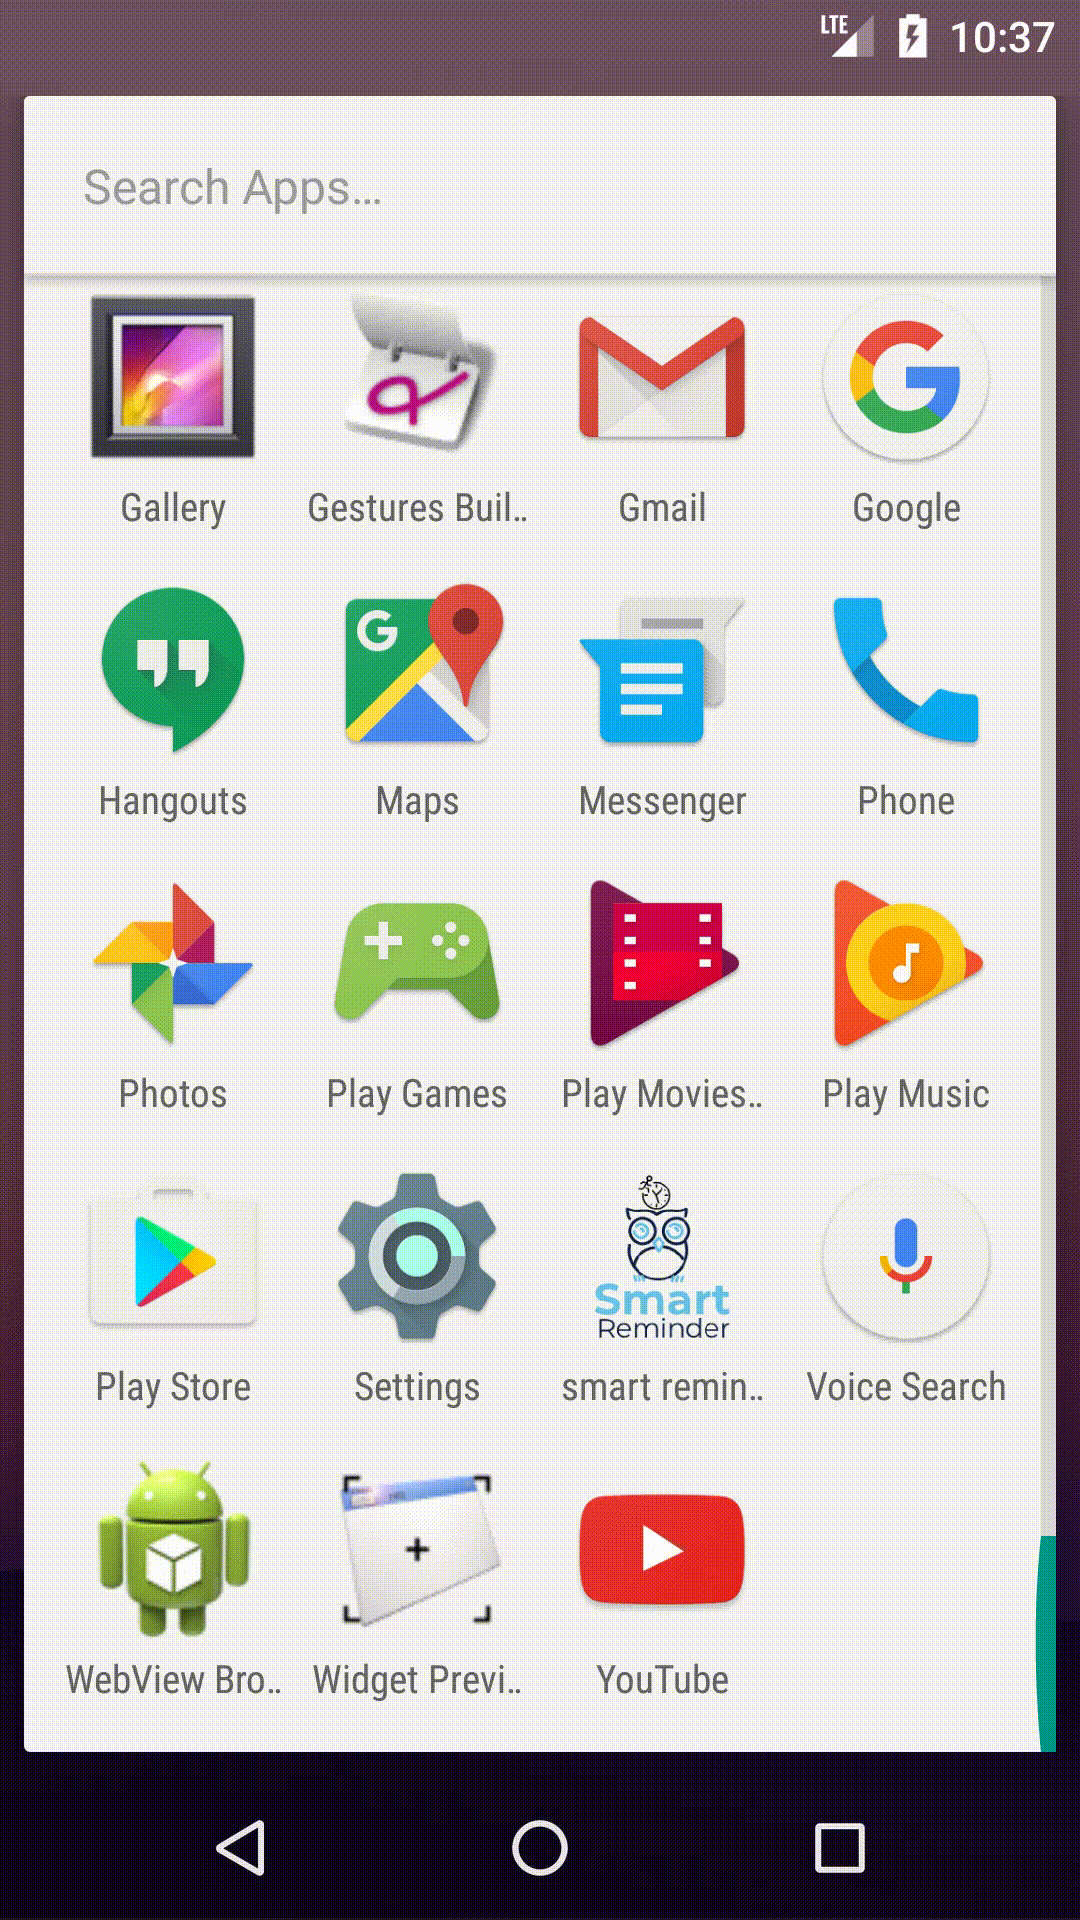 LTE 10:37
Search Apps...
Gallery Gestures Buil.. Gmail Google
Hangouts Maps Messenger Phone
Photos Play Games Play Movies.. Play Music
Smart
Reminder
Play Store Settings smart remin.. Voice Search
WebView Bro.. Widget Previ.. YouTube